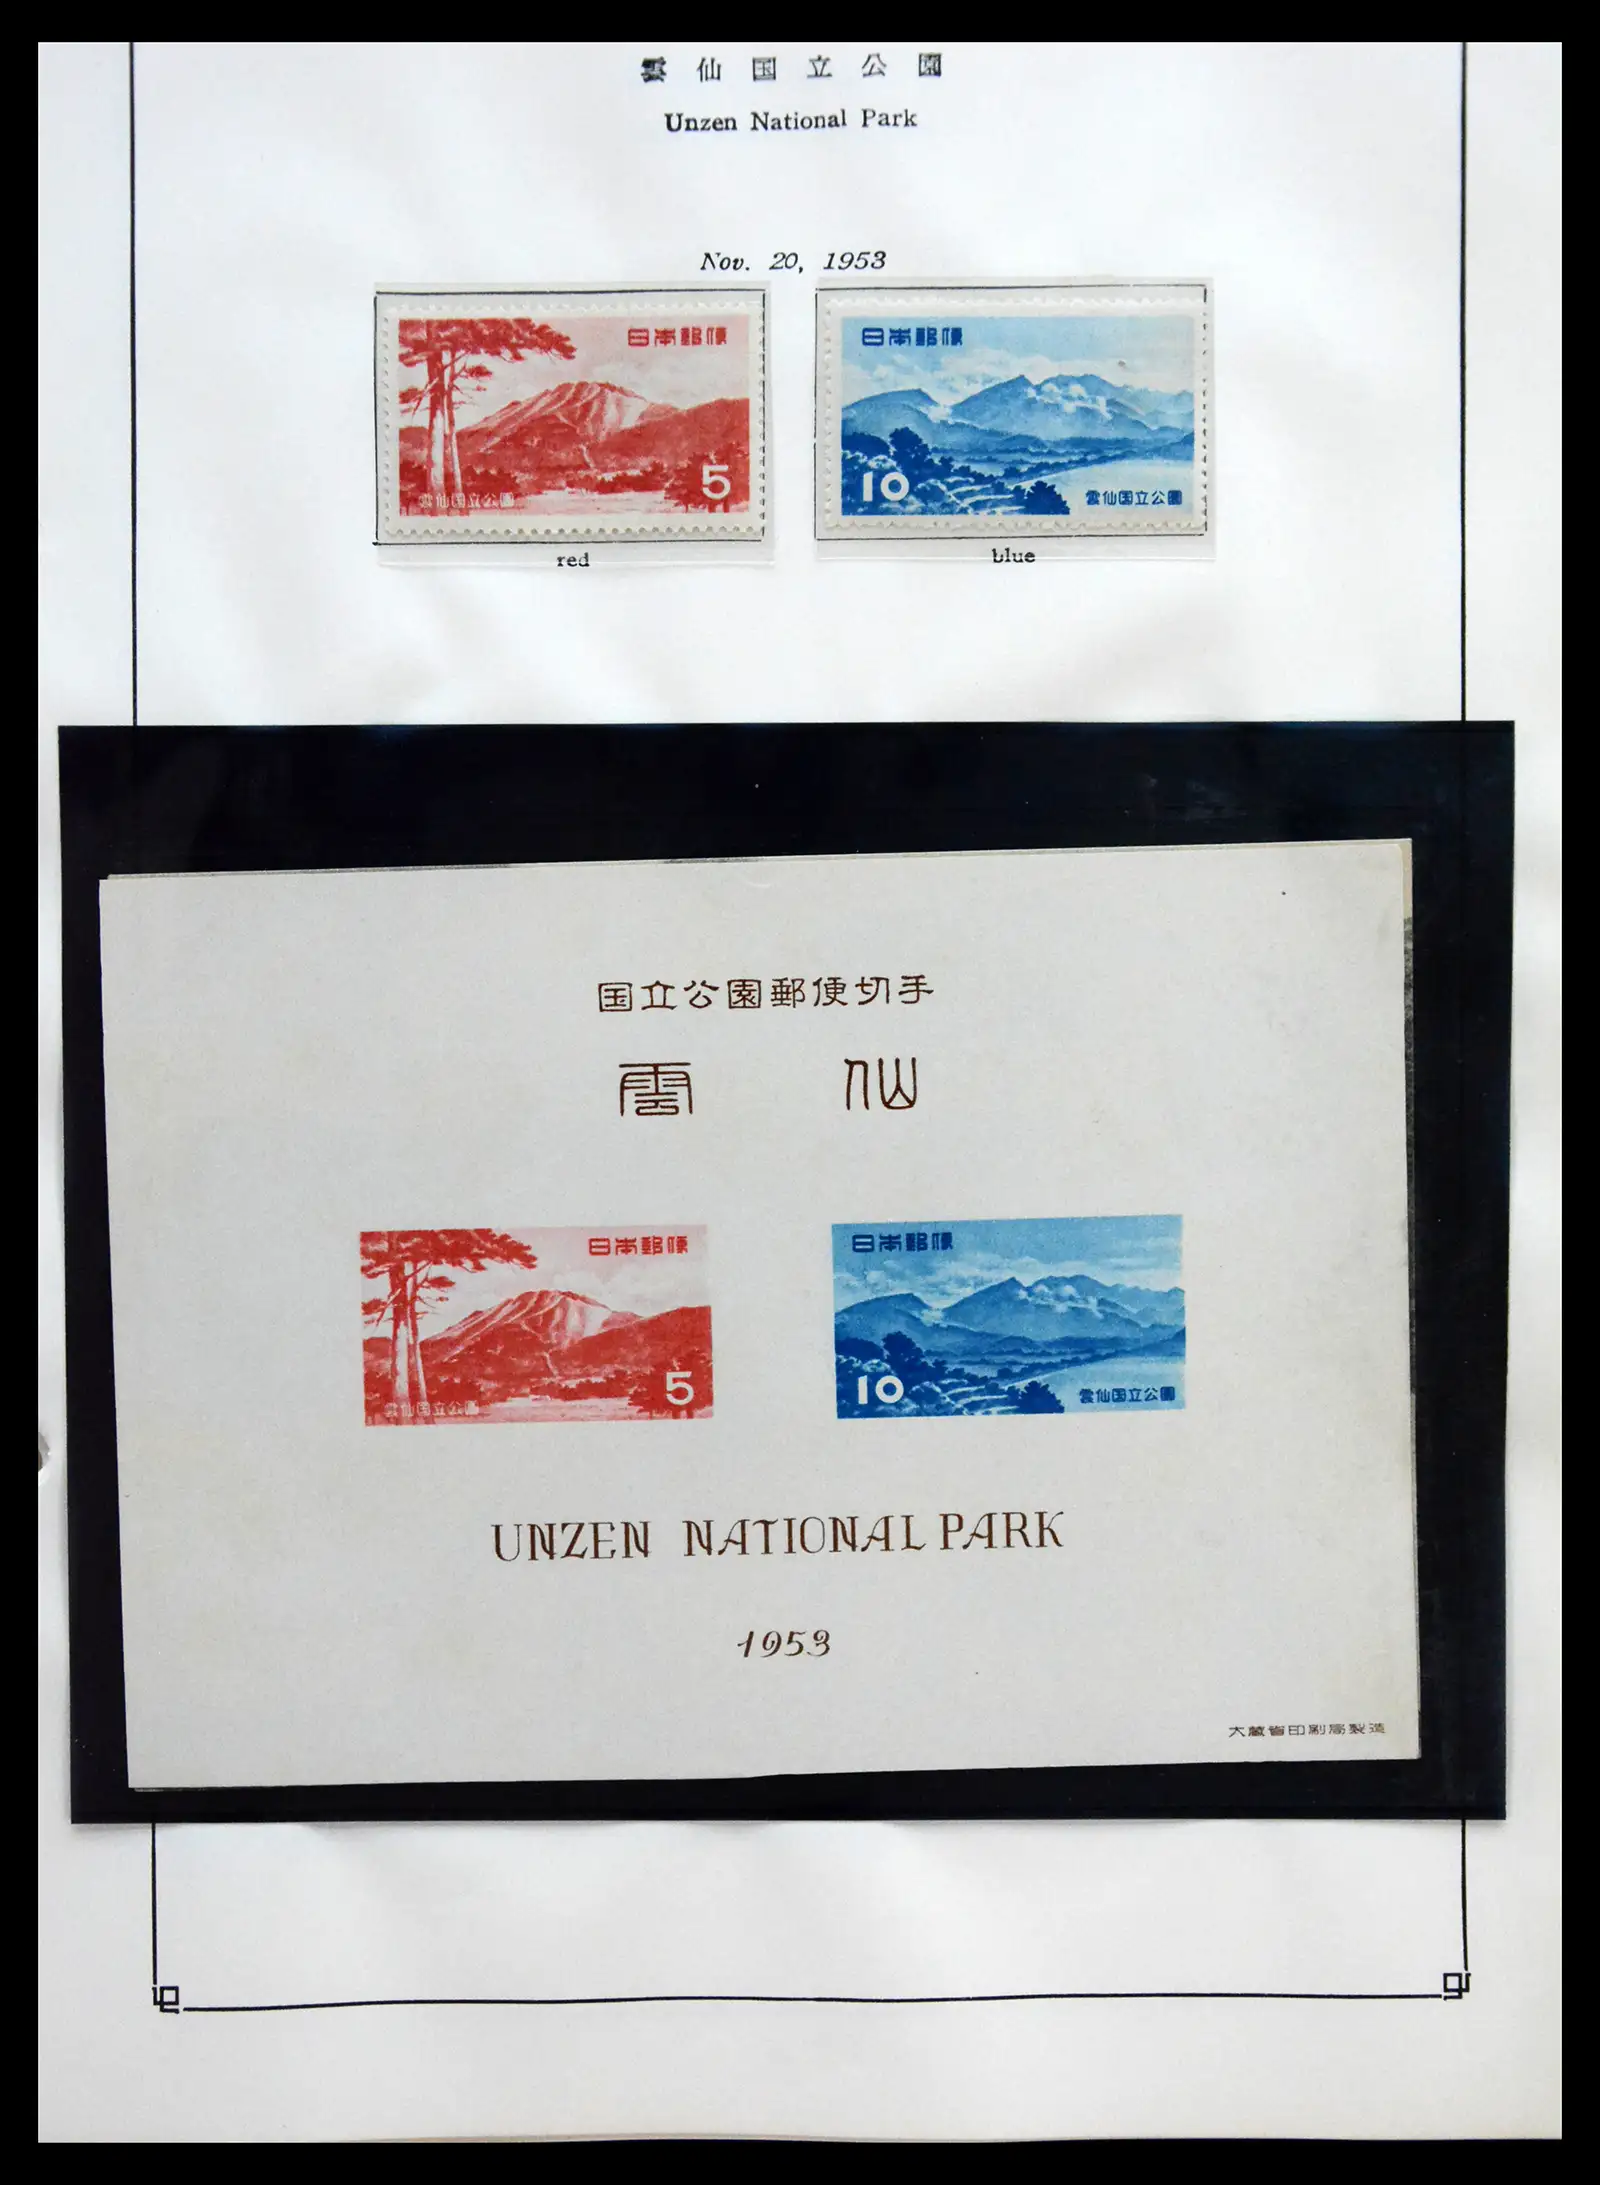 雲仙国立公園
Unzen National Park
Nov. 20, 1953
日本郵便
5
雲仙国立公園
red
日本郵便
10
雲仙国立公園
blue
国立公園郵便切手
雲仙
日本郵便
5
雲仙国立公園
日本郵便
10
雲仙国立公園
UNZEN NATIONAL PARK
1953
大蔵省印刷局製造